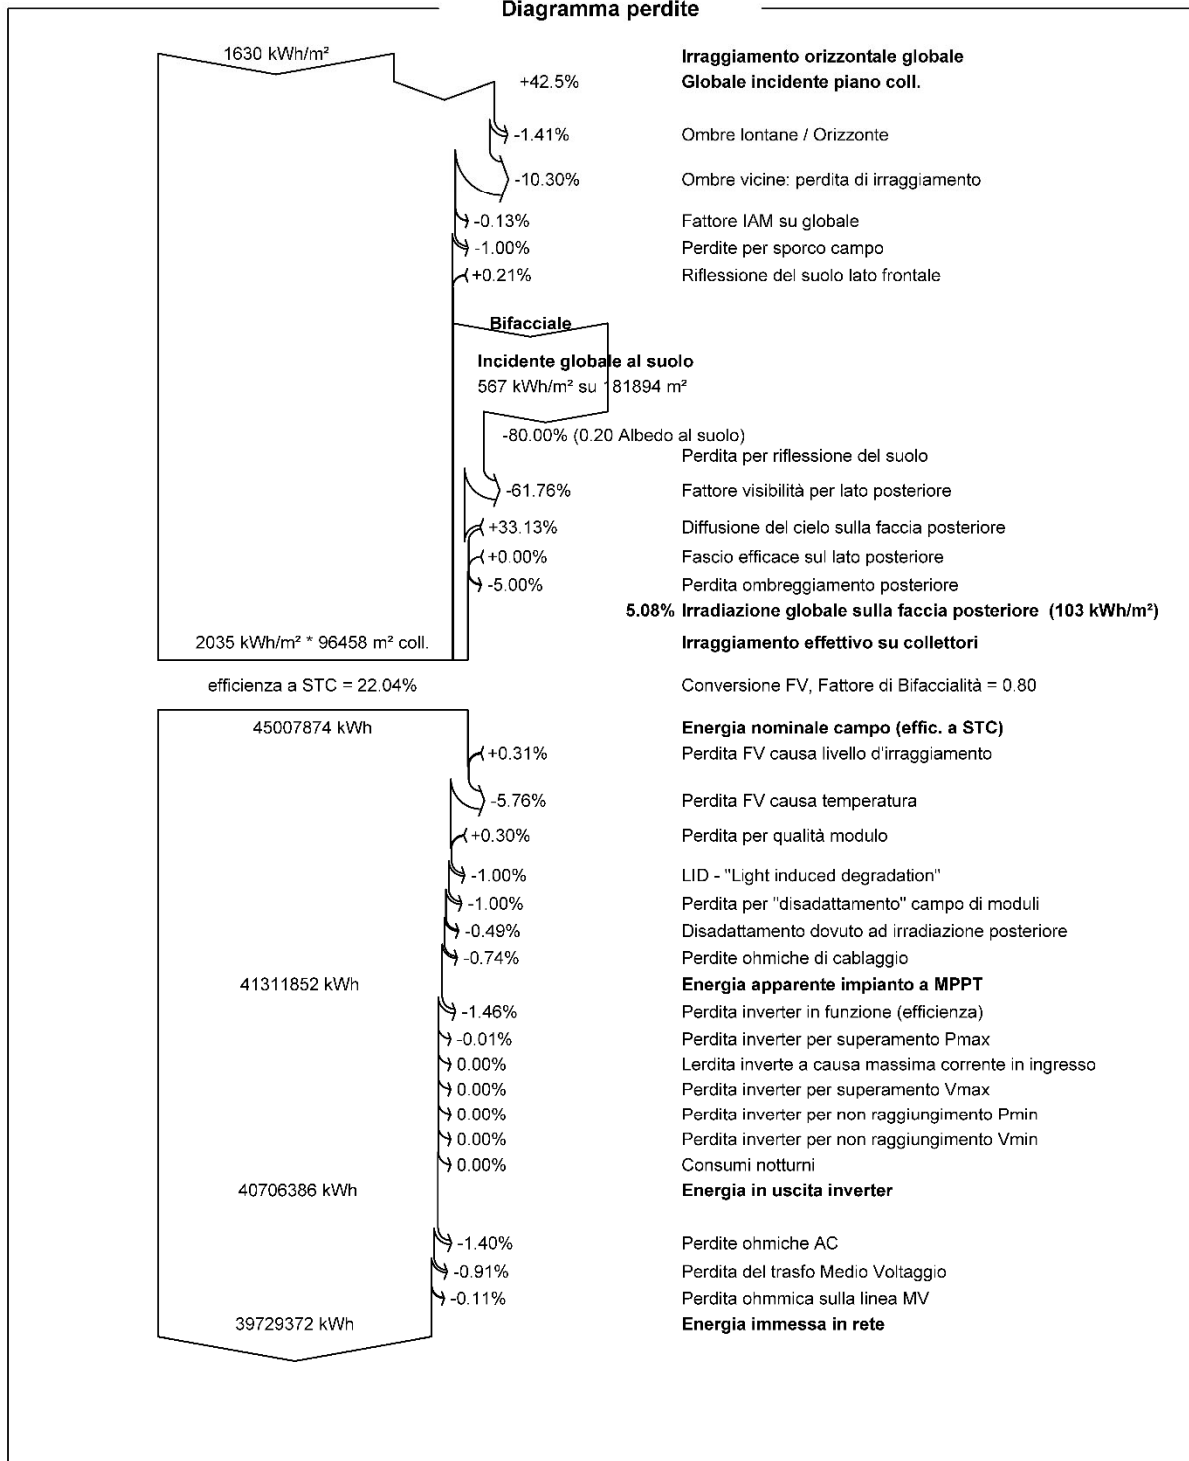 Diagramma perdite
1630 kWh/m² Irraggiamento orizzontale globale
+42.5% Globale incidente piano coll.
-1.41% Ombre lontane / Orizzonte
-10.30% Ombre vicine: perdita di irraggiamento
-0.13% Fattore IAM su globale
-1.00% Perdite per sporco campo
+0.21% Riflessione del suolo lato frontale
Bifacciale
Incidente globale al suolo
567 kWh/m² su 181894 m²
-80.00% (0.20 Albedo al suolo)
Perdita per riflessione del suolo
-61.76% Fattore visibilità per lato posteriore
+33.13% Diffusione del cielo sulla faccia posteriore
+0.00% Fascio efficace sul lato posteriore
-5.00% Perdita ombreggiamento posteriore
5.08% Irradiazione globale sulla faccia posteriore (103 kWh/m²)
2035 kWh/m² * 96458 m² coll. Irraggiamento effettivo su collettori
efficienza a STC = 22.04% Conversione FV, Fattore di Bifaccialità = 0.80
45007874 kWh Energia nominale campo (effic. a STC)
+0.31% Perdita FV causa livello d'irraggiamento
-5.76% Perdita FV causa temperatura
+0.30% Perdita per qualità modulo
-1.00% LID - "Light induced degradation"
-1.00% Perdita per "disadattamento" campo di moduli
-0.49% Disadattamento dovuto ad irradiazione posteriore
-0.74% Perdite ohmiche di cablaggio
41311852 kWh Energia apparente impianto a MPPT
-1.46% Perdita inverter in funzione (efficienza)
-0.01% Perdita inverter per superamento Pmax
0.00% Lerdita inverte a causa massima corrente in ingresso
0.00% Perdita inverter per superamento Vmax
0.00% Perdita inverter per non raggiungimento Pmin
0.00% Perdita inverter per non raggiungimento Vmin
0.00% Consumi notturni
40706386 kWh Energia in uscita inverter
-1.40% Perdite ohmiche AC
-0.91% Perdita del trasfo Medio Voltaggio
-0.11% Perdita ohmmica sulla linea MV
39729372 kWh Energia immessa in rete